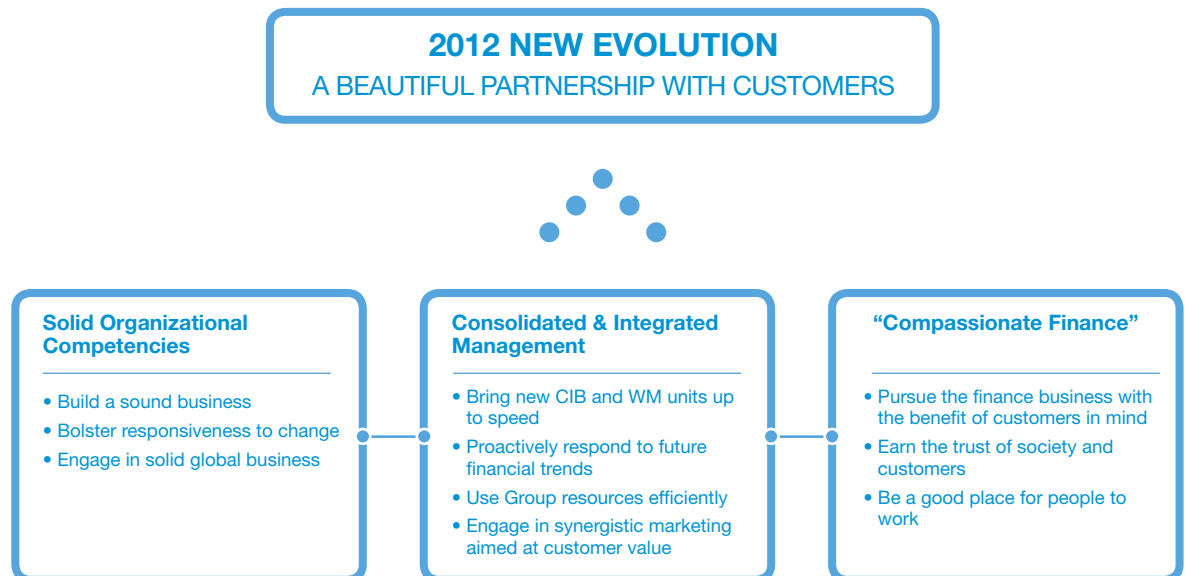 2012 NEW EVOLUTION
A BEAUTIFUL PARTNERSHIP WITH CUSTOMERS
Solid Organizational
Competencies
• Build a sound business
• Bolster responsiveness to change
• Engage in solid global business
Consolidated & Integrated
Management
• Bring new CIB and WM units up
to speed
• Proactively respond to future
financial trends
• Use Group resources efficiently
• Engage in synergistic marketing
aimed at customer value
“Compassionate Finance”
• Pursue the finance business with
the benefit of customers in mind
• Earn the trust of society and
customers
• Be a good place for people to
work